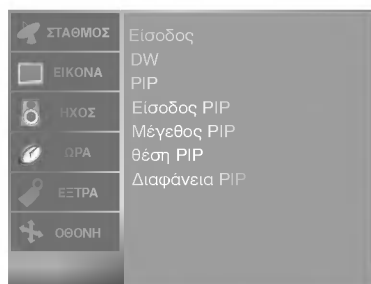 ΣΤΑΘΜΟΣ
ΕΙΚΟΝΑ
ΗΧΟΣ
ΩΡΑ
ΕΞΤΡΑ
ΟΘΟΝΗ
Είσοδος
DW
PIP
Είσοδος PIP
Μέγεθος PIP
θέση PIP
Διαφάνεια PIP